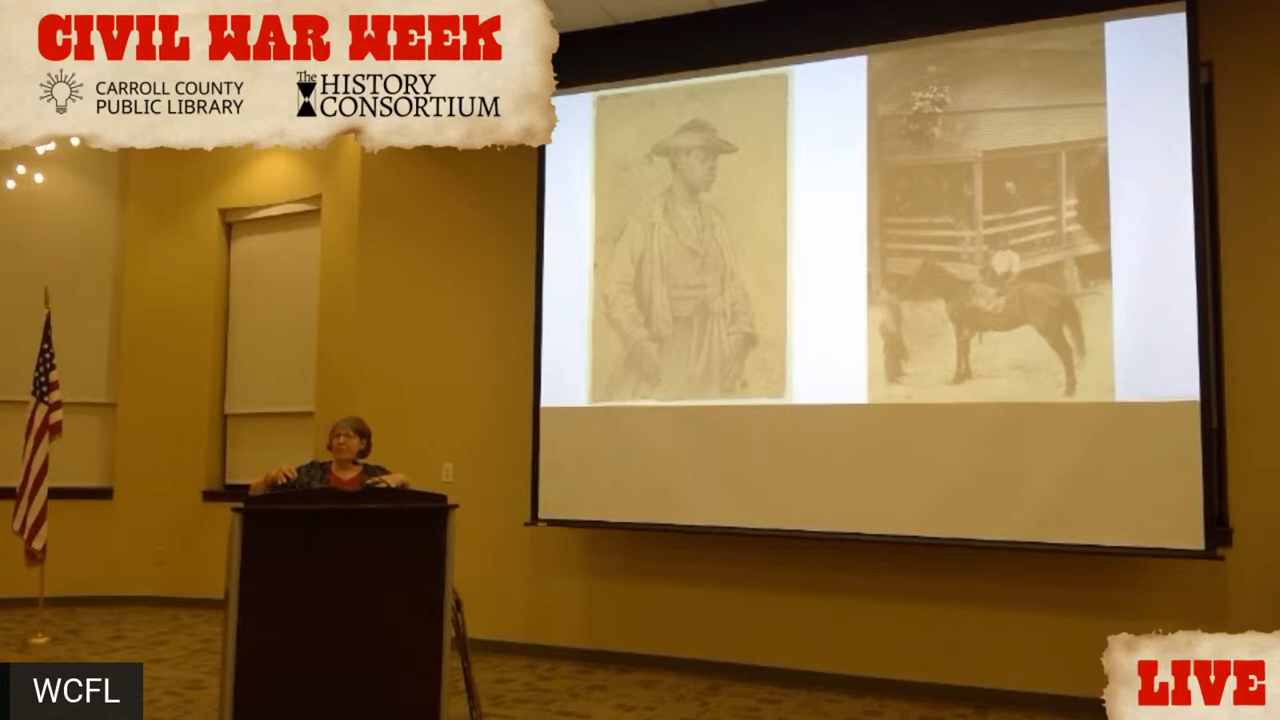 CIVIL WAR WEEK
CARROLL COUNTY
PUBLIC LIBRARY
The HISTORY
CONSORTIUM
WCFL
LIVE